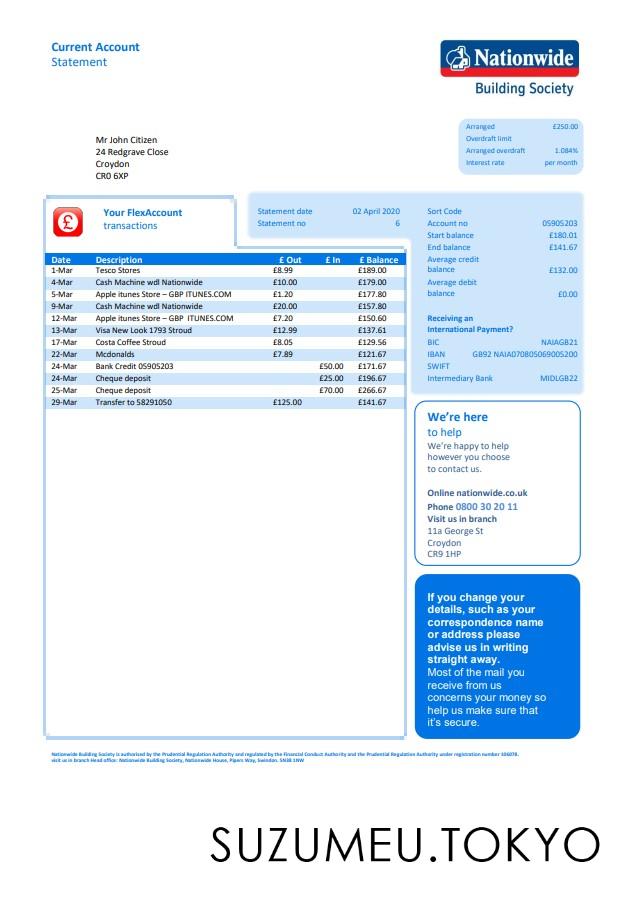 Current Account
Statement
Nationwide
Building Society
Arranged £250.00
Overdraft limit
Arranged overdraft 1.084%
Interest rate per month
Mr John Citizen
24 Redgrave Close
Croydon
CR0 6XP
Your FlexAccount
transactions
Statement date 02 April 2020
Statement no 6
Sort Code
Account no 05905203
Start balance £180.01
End balance £141.67
Average credit
balance £132.00
Average debit
balance £0.00
Receiving an
International Payment?
BIC NAIAGB21
IBAN GB92 NAIA070805069005200
SWIFT
Intermediary Bank MIDLGB22
Date Description £ Out £ In £ Balance
1-Mar Tesco Stores £8.99 £189.00
4-Mar Cash Machine wdl Nationwide £10.00 £179.00
5-Mar Apple itunes Store – GBP ITUNES.COM £1.20 £177.80
9-Mar Cash Machine wdl Nationwide £20.00 £157.80
12-Mar Apple itunes Store – GBP ITUNES.COM £7.20 £150.60
13-Mar Visa New Look 1793 Stroud £12.99 £137.61
17-Mar Costa Coffee Stroud £8.05 £129.56
22-Mar Mcdonalds £7.89 £121.67
24-Mar Bank Credit 05905203 £50.00 £171.67
24-Mar Cheque deposit £25.00 £196.67
25-Mar Cheque deposit £70.00 £266.67
29-Mar Transfer to 58291050 £125.00 £141.67
We're here
to help
We're happy to help
however you choose
to contact us.
Online nationwide.co.uk
Phone 0800 30 20 11
Visit us in branch
11a George St
Croydon
CR9 1HP
If you change your
details, such as your
correspondence name
or address please
advise us in writing
straight away.
Most of the mail you
receive from us
concerns your money so
help us make sure that
it's secure.
Nationwide Building Society is authorised by the Prudential Regulation Authority and regulated by the Financial Conduct Authority and the Prudential Regulation Authority under registration number 106078.
visit us in branch Head office: Nationwide Building Society, Nationwide House, Pipers Way, Swindon. SN38 1NW
SUZUMEU.TOKYO